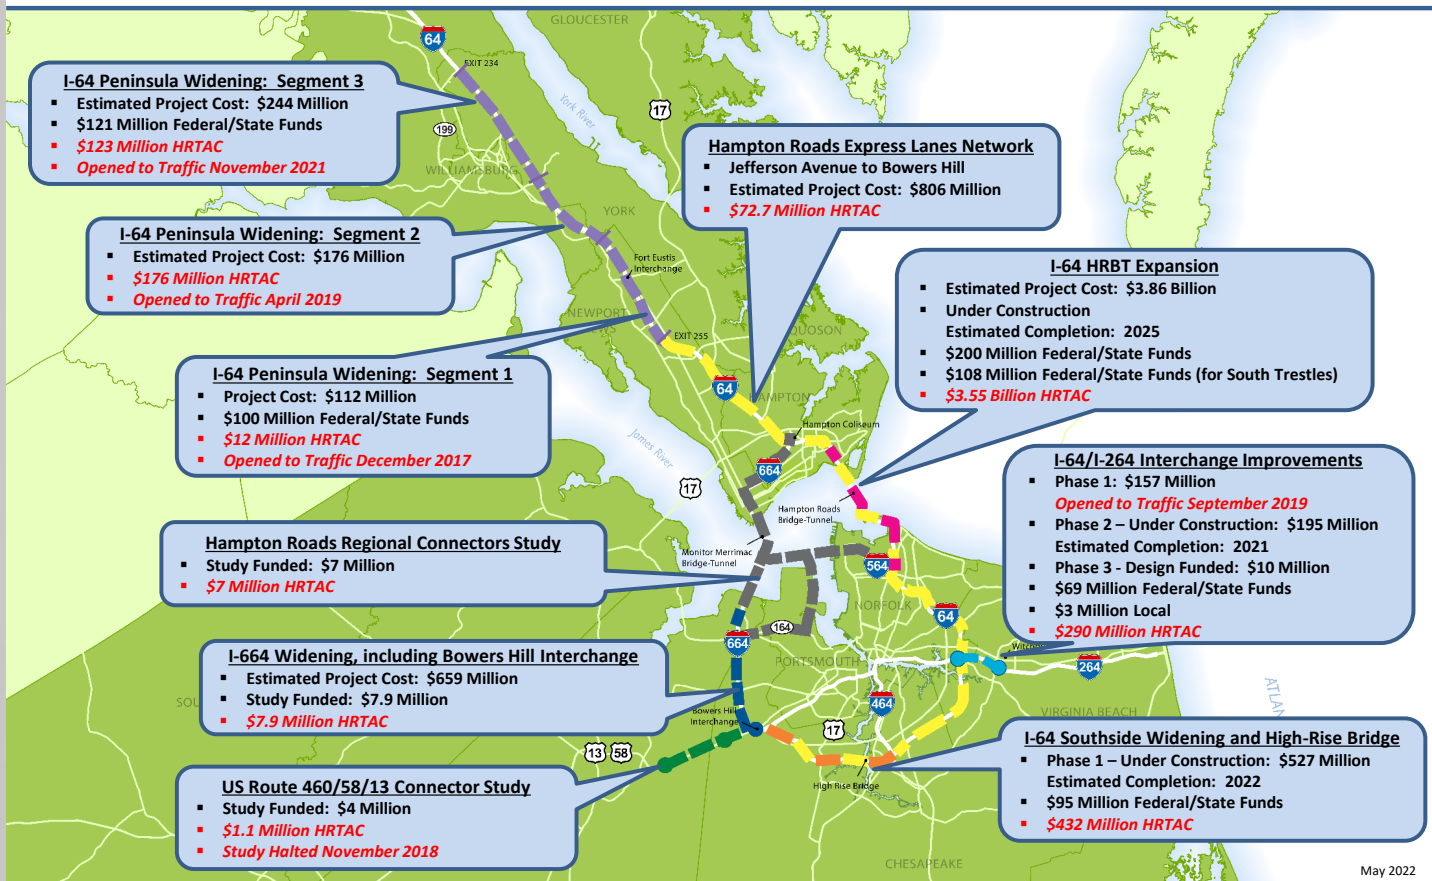 GLOUCESTER
64
EXIT 234
I-64 Peninsula Widening: Segment 3
▪ Estimated Project Cost: $244 Million
▪ $121 Million Federal/State Funds
▪ $123 Million HRTAC
▪ Opened to Traffic November 2021
199
WILLIAMSBURG
York River
17
Hampton Roads Express Lanes Network
▪ Jefferson Avenue to Bowers Hill
▪ Estimated Project Cost: $806 Million
▪ $72.7 Million HRTAC
YORK
I-64 Peninsula Widening: Segment 2
▪ Estimated Project Cost: $176 Million
▪ $176 Million HRTAC
▪ Opened to Traffic April 2019
Fort Eustis
Interchange
I-64 HRBT Expansion
▪ Estimated Project Cost: $3.86 Billion
▪ Under Construction
Estimated Completion: 2025
▪ $200 Million Federal/State Funds
▪ $108 Million Federal/State Funds (for South Trestles)
▪ $3.55 Billion HRTAC
NEWPORT
EXIT 255
QUOSON
I-64 Peninsula Widening: Segment 1
▪ Project Cost: $112 Million
▪ $100 Million Federal/State Funds
▪ $12 Million HRTAC
▪ Opened to Traffic December 2017
64
HAMPTON
Hampton Coliseum
James River
664
17
Hampton Roads
Bridge-Tunnel
I-64/I-264 Interchange Improvements
▪ Phase 1: $157 Million
Opened to Traffic September 2019
▪ Phase 2 – Under Construction: $195 Million
Estimated Completion: 2021
▪ Phase 3 - Design Funded: $10 Million
▪ $69 Million Federal/State Funds
▪ $3 Million Local
▪ $290 Million HRTAC
Hampton Roads Regional Connectors Study
▪ Study Funded: $7 Million
▪ $7 Million HRTAC
Monitor Merrimac
Bridge-Tunnel
564
NORFOLK
64
164
664
PORTSMOUTH
264
I-664 Widening, including Bowers Hill Interchange
▪ Estimated Project Cost: $659 Million
▪ Study Funded: $7.9 Million
▪ $7.9 Million HRTAC
464
VIRGINIA BEACH
Bowers Hill
Interchange
17
13 58
High Rise Bridge
I-64 Southside Widening and High-Rise Bridge
▪ Phase 1 – Under Construction: $527 Million
Estimated Completion: 2022
▪ $95 Million Federal/State Funds
▪ $432 Million HRTAC
US Route 460/58/13 Connector Study
▪ Study Funded: $4 Million
▪ $1.1 Million HRTAC
▪ Study Halted November 2018
CHESAPEAKE
May 2022